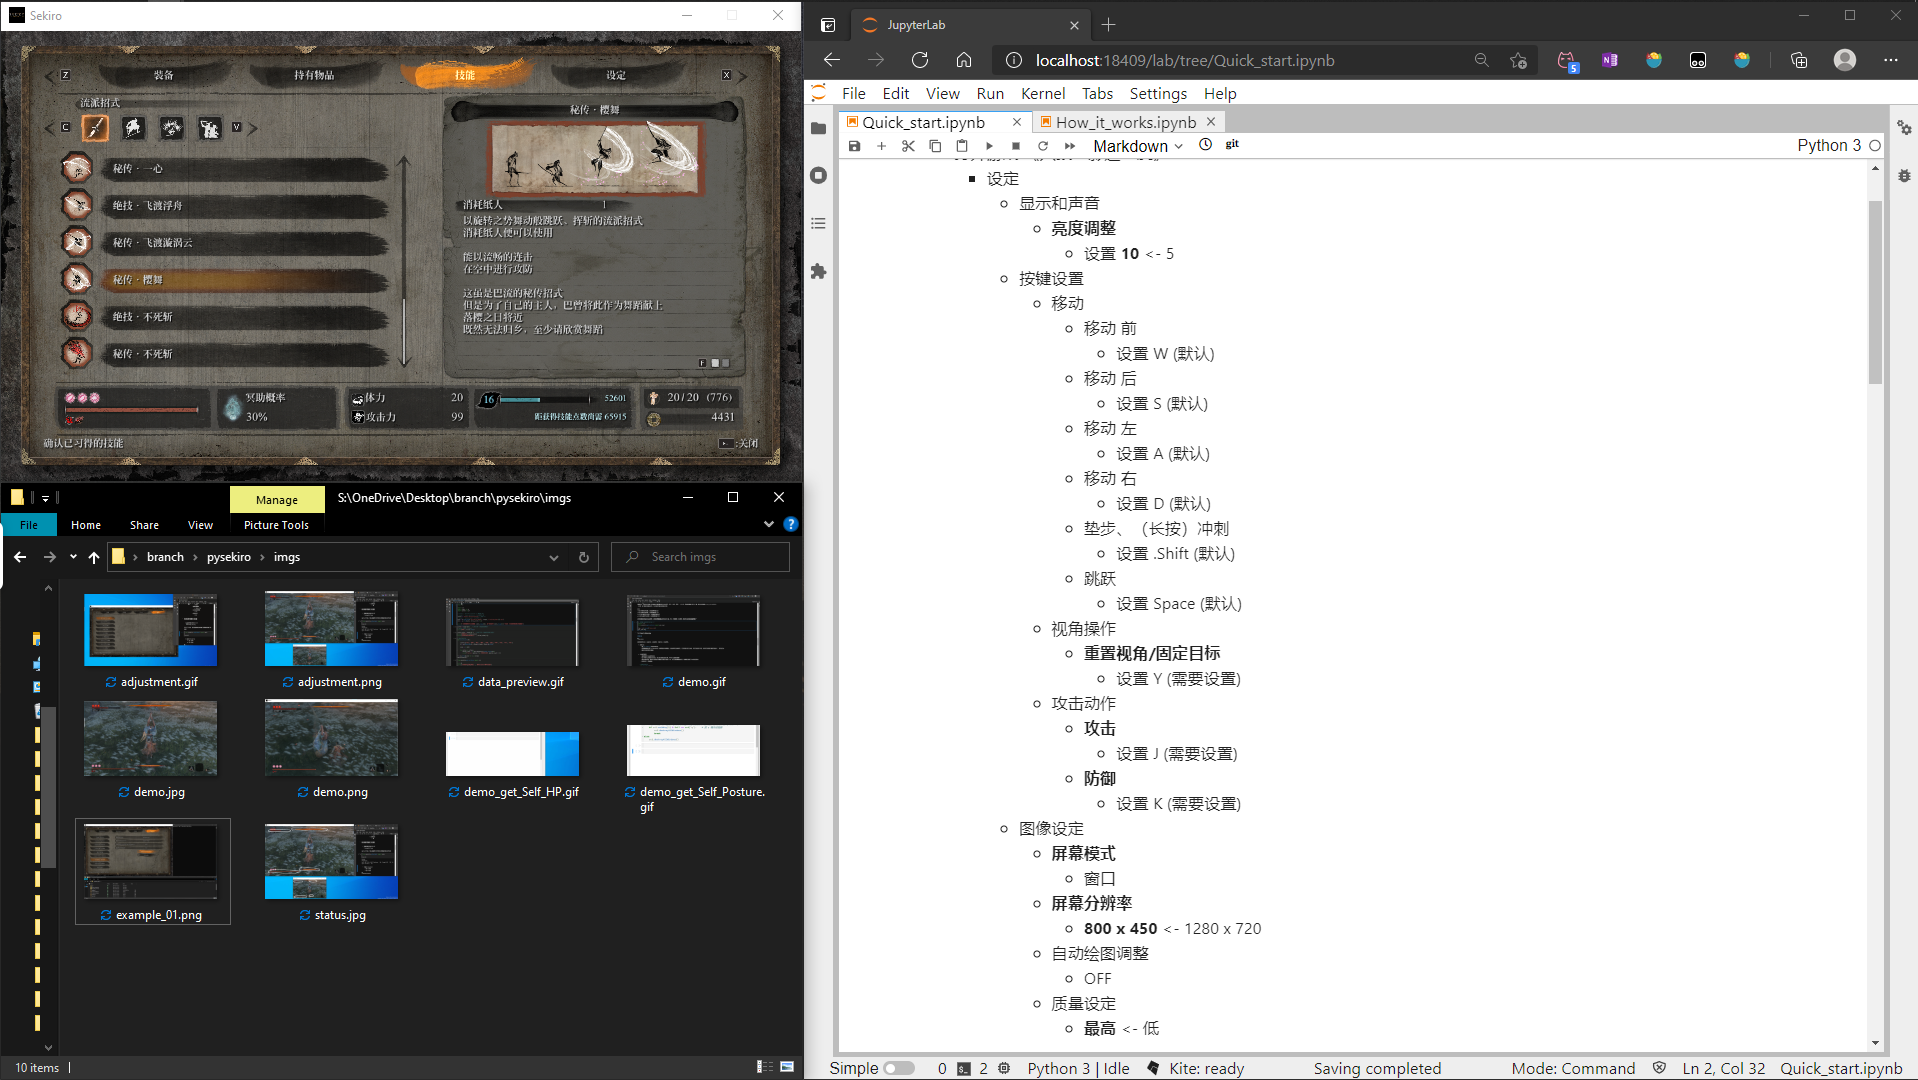 Sekiro
Z
装备
持有物品
技能
设定
X
流派招式
C
V
秘传·一心
绝技·飞渡浮舟
秘传·飞渡漩涡云
秘传·樱舞
绝技·不死斩
秘传·不死斩
秘传·樱舞
消耗纸人 1
以旋转之势舞动般跳跃、挥斩的流派招式
消耗纸人便可以使用
能以流畅的连击
在空中进行攻防
这虽是巴流的秘传招式
但是为了自己的主人，巴曾将此作为舞蹈献上
落樱之日将近
既然无法归乡，至少请欣赏舞蹈
F
冥助概率
30%
体力 20
攻击力 99
16
52601
距获得技能点数尚需 65915
20/20 (776)
4431
确认已习得的技能
:关闭
Manage
S:\OneDrive\Desktop\branch\pysekiro\imgs
File
Home
Share
View
Picture Tools
branch
pysekiro
imgs
Search imgs
adjustment.gif
adjustment.png
data_preview.gif
demo.gif
demo.jpg
demo.png
demo_get_Self_HP.gif
demo_get_Self_Posture.
gif
example_01.png
status.jpg
10 items
JupyterLab
localhost:18409/lab/tree/Quick_start.ipynb
5
File
Edit
View
Run
Kernel
Tabs
Settings
Help
Quick_start.ipynb
How_it_works.ipynb
Markdown
git
Python 3
设定
显示和声音
亮度调整
设置 10 <- 5
按键设置
移动
移动 前
设置 W (默认)
移动 后
设置 S (默认)
移动 左
设置 A (默认)
移动 右
设置 D (默认)
垫步、（长按）冲刺
设置 .Shift (默认)
跳跃
设置 Space (默认)
视角操作
重置视角/固定目标
设置 Y (需要设置)
攻击动作
攻击
设置 J (需要设置)
防御
设置 K (需要设置)
图像设定
屏幕模式
窗口
屏幕分辨率
800 x 450 <- 1280 x 720
自动绘图调整
OFF
质量设定
最高 <- 低
Simple
0
2
Python 3 | Idle
Kite: ready
Saving completed
Mode: Command
Ln 2, Col 32
Quick_start.ipynb